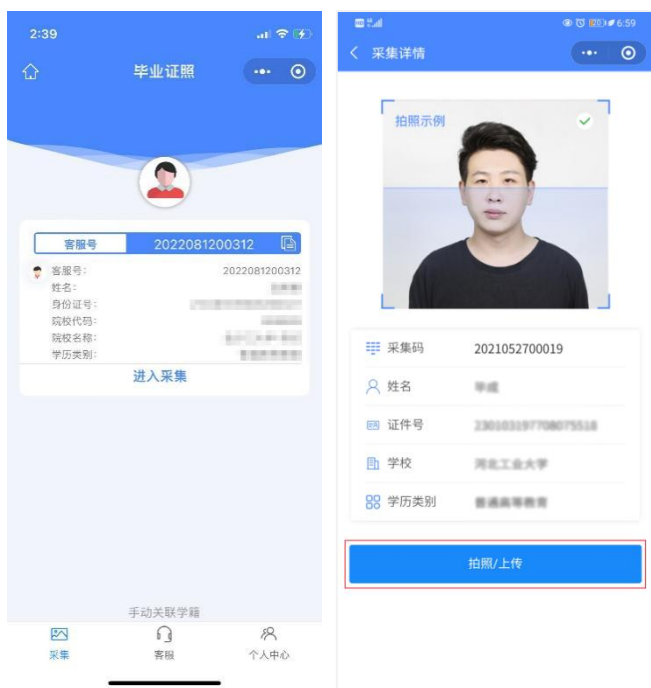 2:39
毕业证照
客服号 2022081200312
客服号: 2022081200312
姓名:
身份证号:
院校代码:
院校名称:
学历类别:
进入采集
手动关联学籍
采集 客服 个人中心
6:59
采集详情
拍照示例
采集码 2021052700019
姓名
证件号
学校
学历类别
拍照/上传